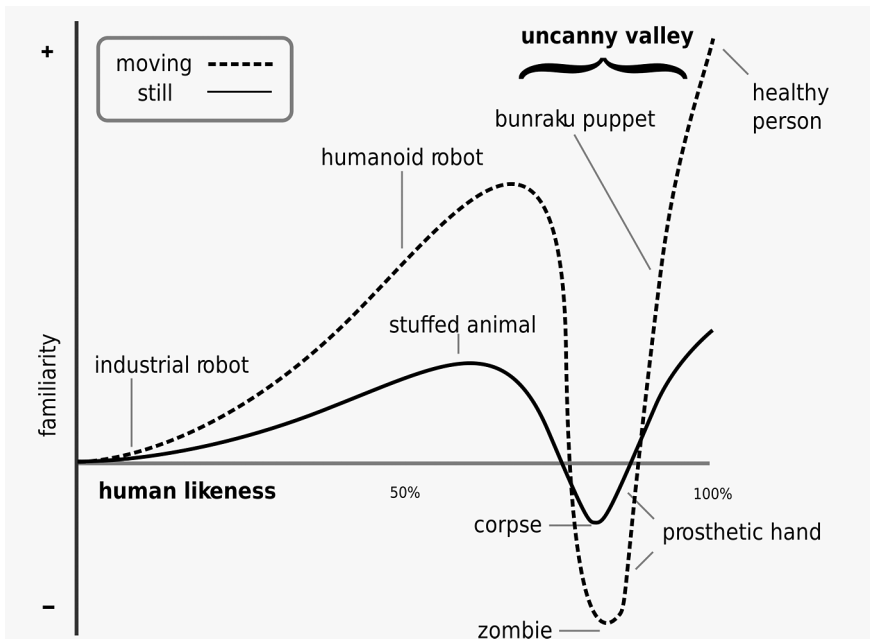 uncanny valley
+
moving
still
healthy
person
bunraku puppet
humanoid robot
stuffed animal
industrial robot
familiarity
human likeness
50%
100%
corpse
prosthetic hand
–
zombie